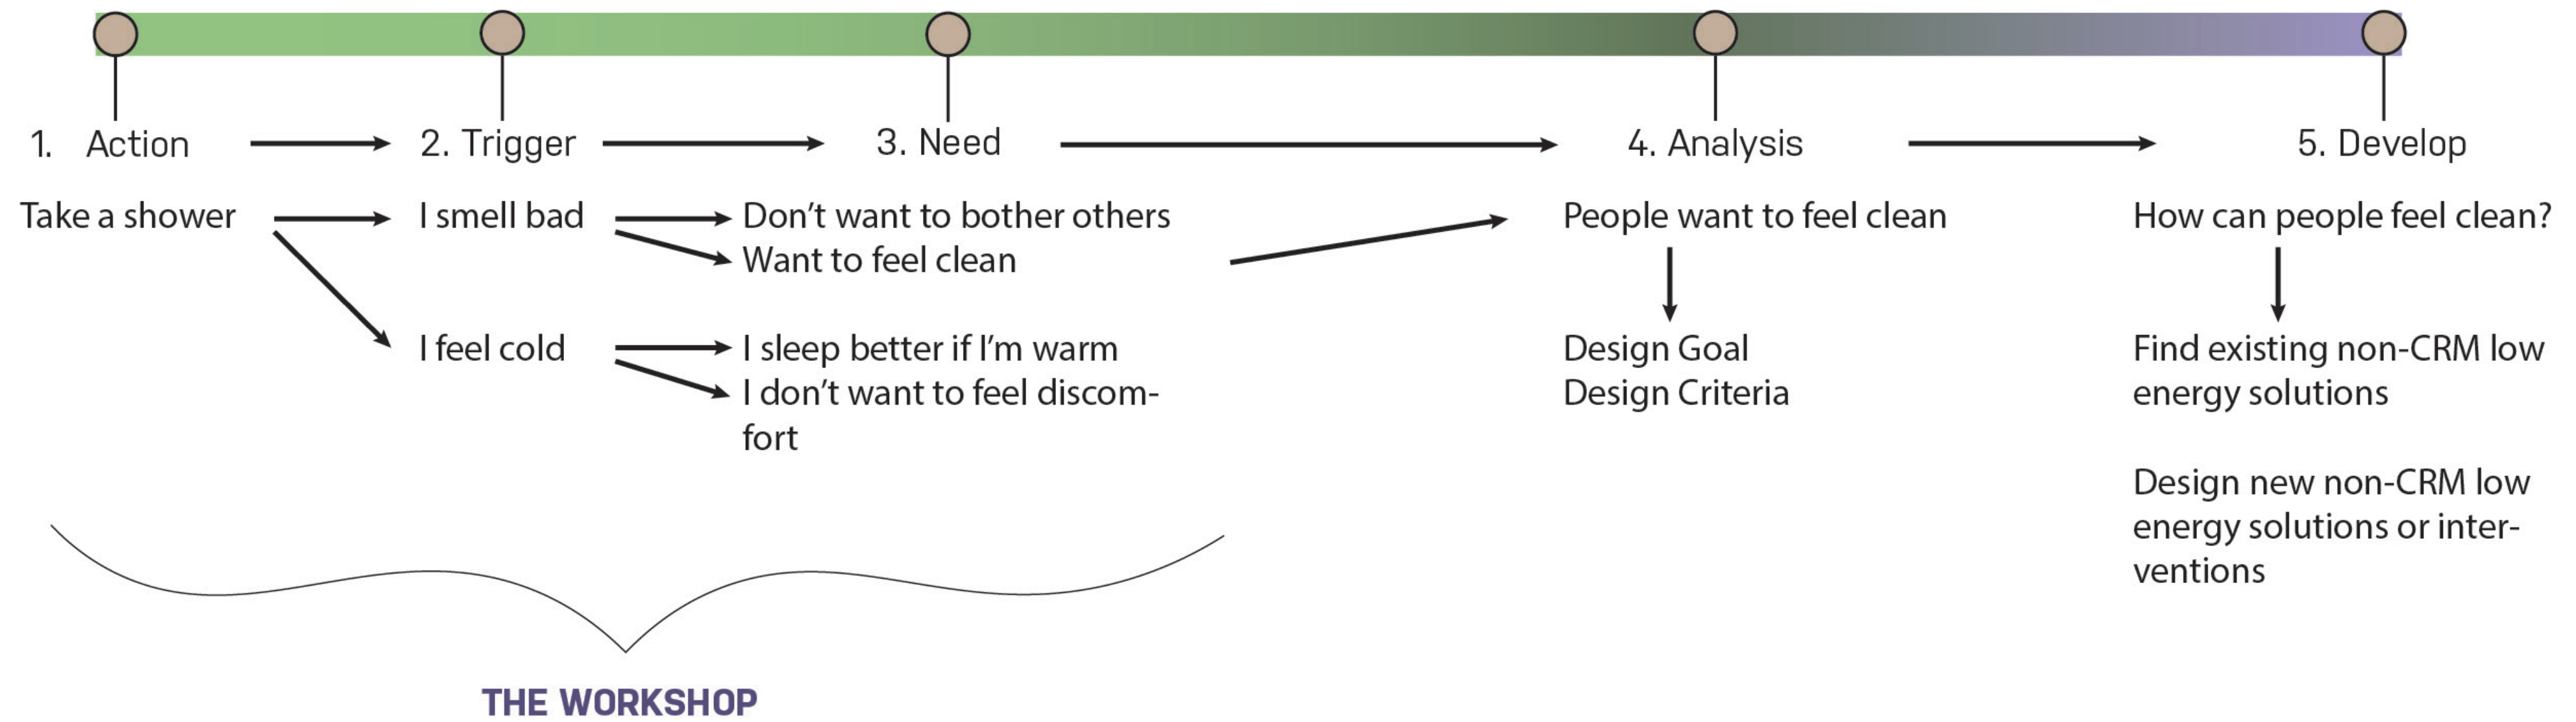 1. Action
2. Trigger
3. Need
4. Analysis
5. Develop
Take a shower
I smell bad
Don’t want to bother others
Want to feel clean
I feel cold
I sleep better if I’m warm
I don’t want to feel discom-
fort
People want to feel clean
Design Goal
Design Criteria
How can people feel clean?
Find existing non-CRM low
energy solutions
Design new non-CRM low
energy solutions or inter-
ventions
THE WORKSHOP